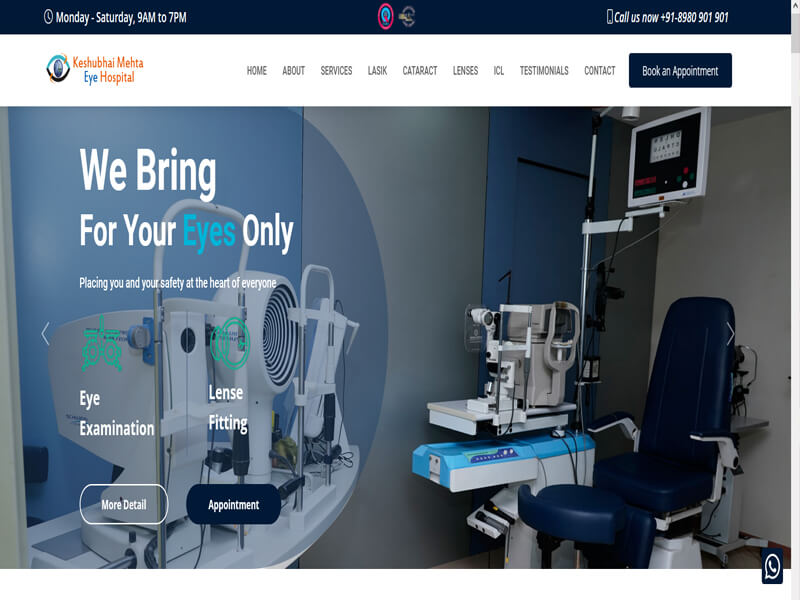 Monday - Saturday, 9AM to 7PM
Call us now +91-8980 901 901
Keshubhai Mehta
Eye Hospital
HOME ABOUT SERVICES LASIK CATARACT LENSES ICL TESTIMONIALS CONTACT Book an Appointment
We Bring
For Your Eyes Only
Placing you and your safety at the heart of everyone
Eye
Examination
Lense
Fitting
More Detail
Appointment